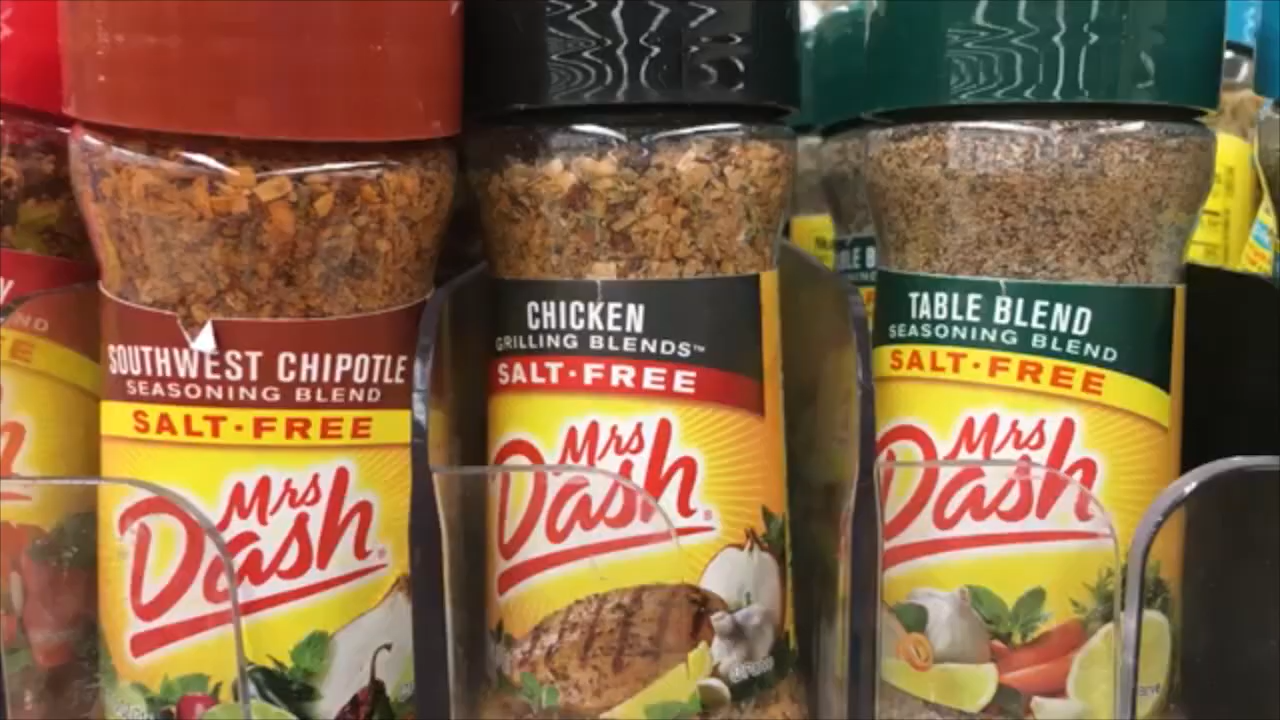 SOUTHWEST CHIPOTLE
SEASONING BLEND
SALT·FREE
Mrs
Dash®
CHICKEN
GRILLING BLENDS™
SALT·FREE
Mrs
Dash®
TABLE BLEND
SEASONING BLEND
SALT·FREE
Mrs
Dash